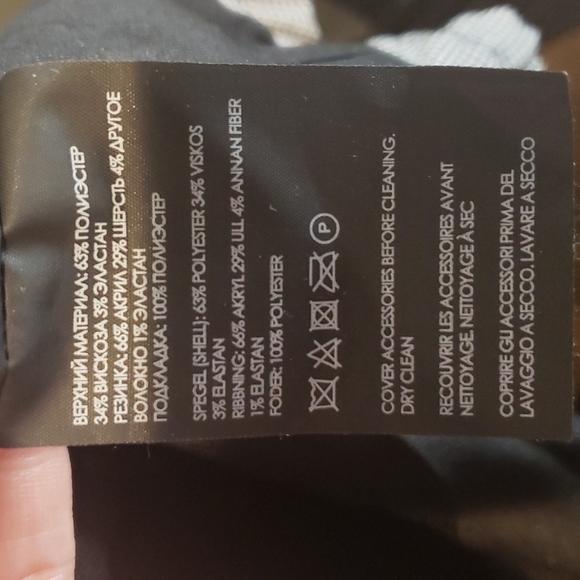 ВЕРХНИЙ МАТЕРИАЛ: 63% ПОЛИЭСТЕР
34% ВИСКОЗА 3% ЭЛАСТАН
РЕЗИНКА: 66% АКРИЛ 29% ШЕРСТЬ 4% ДРУГОЕ
ВОЛОКНО 1% ЭЛАСТАН
ПОДКЛАДКА: 100% ПОЛИЭСТЕР
SPEGEL (SHELL): 63% POLYESTER 34% VISKOS
3% ELASTAN
RIBBNING: 66% AKRYL 29% ULL 4% ANNAN FIBER
1% ELASTAN
FODER: 100% POLYESTER
P
COVER ACCESSORIES BEFORE CLEANING.
DRY CLEAN
RECOUVRIR LES ACCESSOIRES AVANT
NETTOYAGE. NETTOYAGE À SEC
COPRIRE GLI ACCESSORI PRIMA DEL
LAVAGGIO A SECCO. LAVARE A SECCO